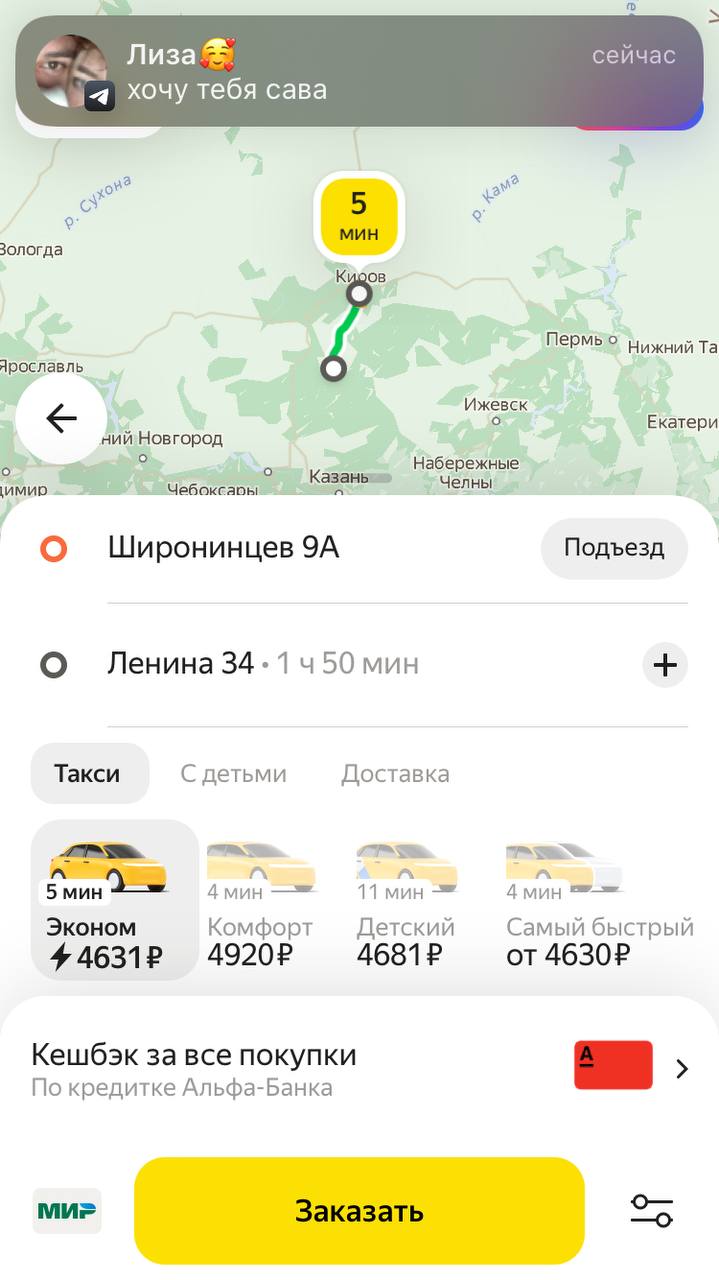 Лиза🥰
сейчас
хочу тебя сава
р. Сухона
р. Кама
5
мин
Вологда
Киров
Пермь
Нижний Та
Ярославль
Ижевск
Екатери
ний Новгород
Казань
Набережные
Челны
димир
Чебоксары
Широнинцев 9А
Подъезд
Ленина 34 • 1 ч 50 мин
Такси
С детьми
Доставка
5 мин
4 мин
11 мин
4 мин
Эконом
Комфорт
Детский
Самый быстрый
4631₽
4920₽
4681₽
от 4630₽
Кешбэк за все покупки
По кредитке Альфа-Банка
А
МИР
Заказать